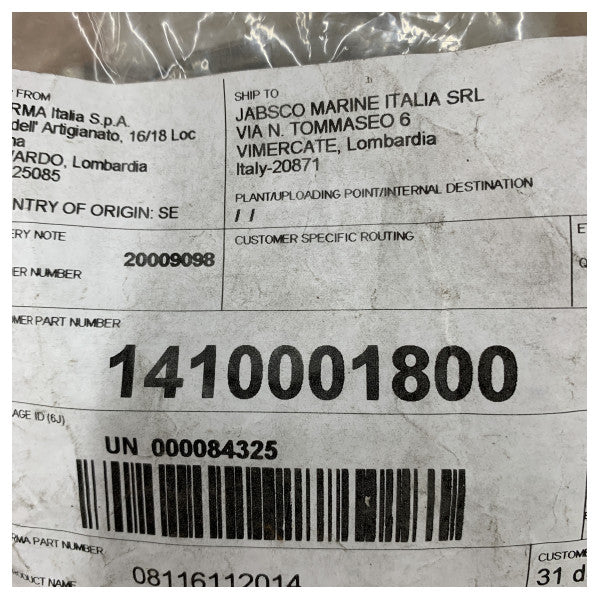 FROM
RMA Italia S.p.A.
dell' Artigianato, 16/18 Loc
na
VARDO, Lombardia
25085
NTRY OF ORIGIN: SE
SHIP TO
JABSCO MARINE ITALIA SRL
VIA N. TOMMASEO 6
VIMERCATE, Lombardia
Italy-20871
PLANT/UPLOADING POINT/INTERNAL DESTINATION
/ /
ERY NOTE
20009098
ER NUMBER
CUSTOMER SPECIFIC ROUTING
E
Q
MER PART NUMBER
1410001800
AGE ID (6J)
UN 000084325
RMA PART NUMBER
08116112014
ODUCT NAME
CUSTOME
31 d